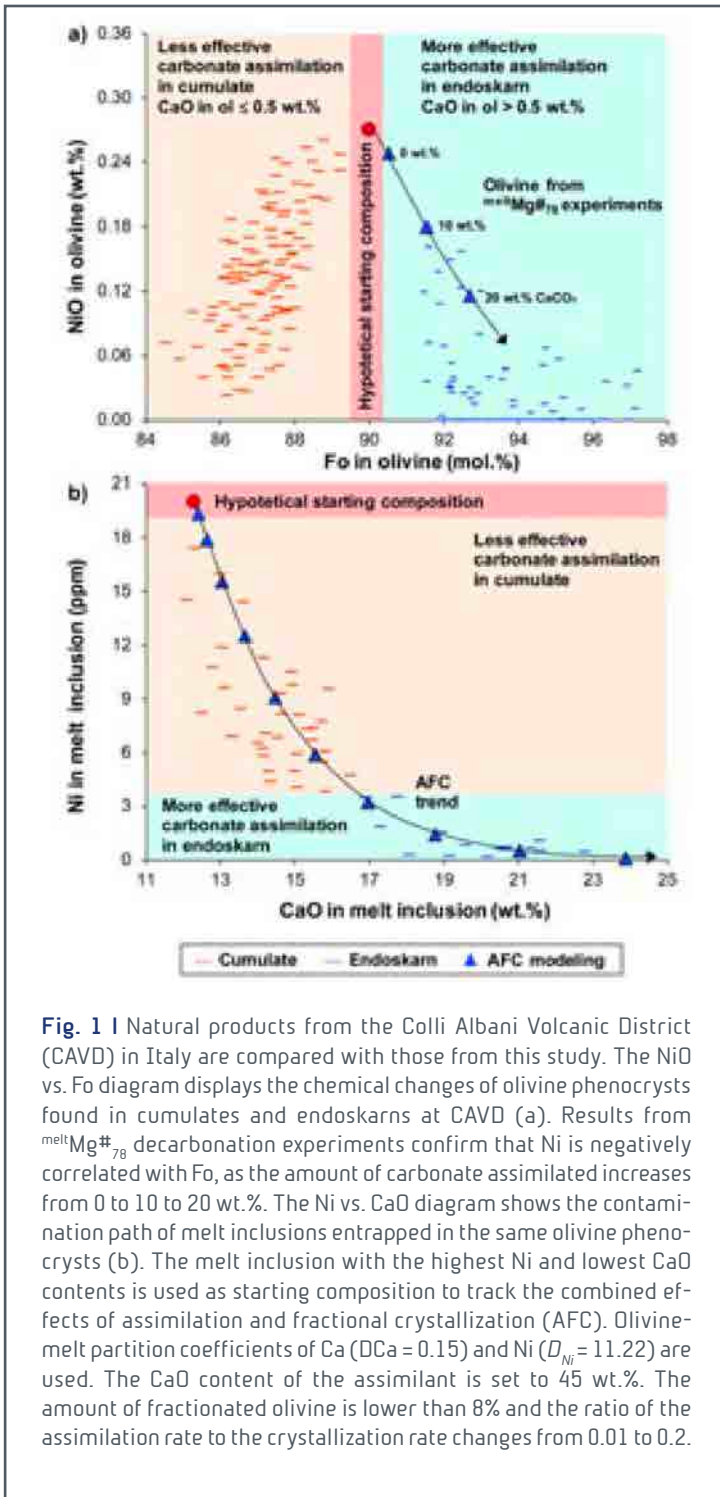 a)
Less effective
carbonate assimilation
in cumulate
CaO in ol ≤ 0.5 wt.%
More effective
carbonate assimilation
in endoskarn
CaO in ol > 0.5 wt.%
0.36
0.30
0.24
0.18
0.12
0.06
0.00
NiO in olivine (wt.%)
Hypotetical starting composition
0 wt.%
10 wt.%
20 wt.% CaCO₃
Olivine from
ᵐᵉˡᵗMg#₇₈ experiments
84 86 88 90 92 94 96 98
Fo in olivine (mol.%)
b)
21
18
15
12
9
6
3
0
Ni in melt inclusion (ppm)
Hypotetical starting composition
Less effective
carbonate assimilation
in cumulate
AFC
trend
More effective
carbonate assimilation
in endoskarn
11 13 15 17 19 21 23 25
CaO in melt inclusion (wt.%)
Cumulate Endoskarn AFC modeling
Fig. 1 | Natural products from the Colli Albani Volcanic District
(CAVD) in Italy are compared with those from this study. The NiO
vs. Fo diagram displays the chemical changes of olivine phenocrysts
found in cumulates and endoskarns at CAVD (a). Results from
ᵐᵉˡᵗMg#₇₈ decarbonation experiments confirm that Ni is negatively
correlated with Fo, as the amount of carbonate assimilated increases
from 0 to 10 to 20 wt.%. The Ni vs. CaO diagram shows the contami-
nation path of melt inclusions entrapped in the same olivine pheno-
crysts (b). The melt inclusion with the highest Ni and lowest CaO
contents is used as starting composition to track the combined ef-
fects of assimilation and fractional crystallization (AFC). Olivine-
melt partition coefficients of Ca (DCa = 0.15) and Ni (D_Ni = 11.22) are
used. The CaO content of the assimilant is set to 45 wt.%. The
amount of fractionated olivine is lower than 8% and the ratio of the
assimilation rate to the crystallization rate changes from 0.01 to 0.2.